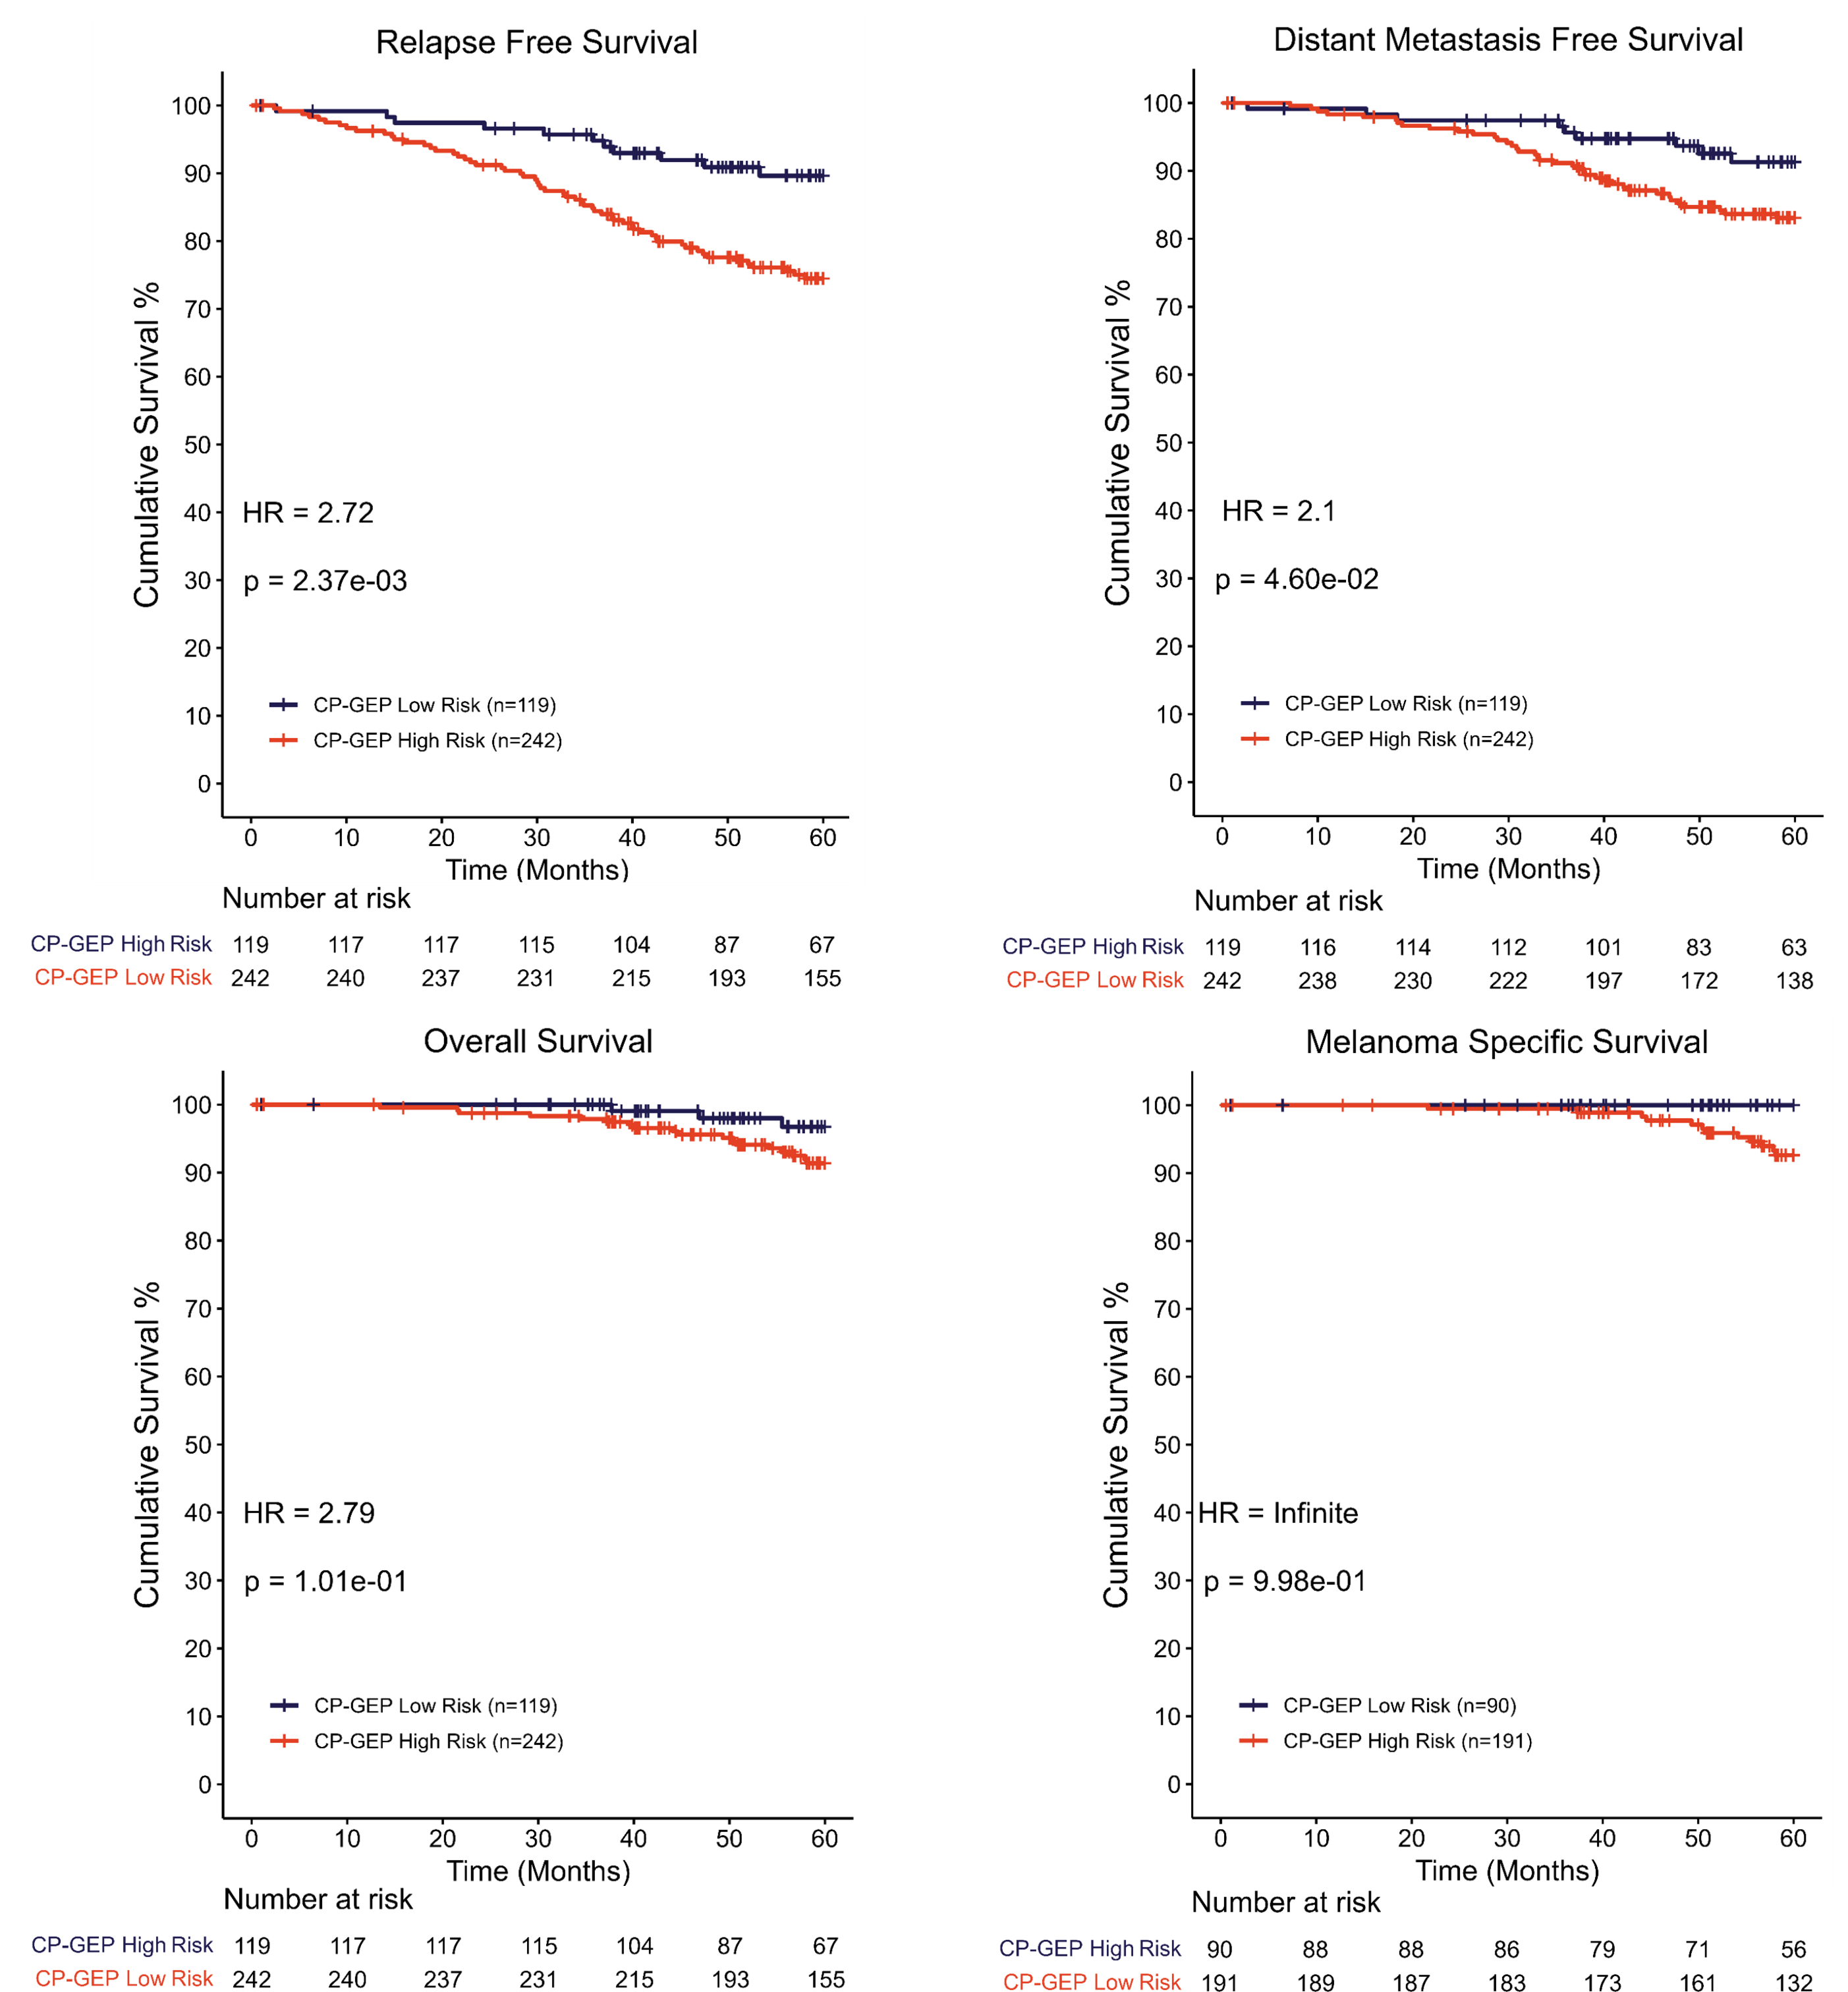 Relapse Free Survival
Cumulative Survival %
100
90
80
70
60
50
40
30
20
10
0
HR = 2.72
p = 2.37e-03
CP-GEP Low Risk (n=119)
CP-GEP High Risk (n=242)
0 10 20 30 40 50 60
Time (Months)
Number at risk
CP-GEP High Risk 119 117 117 115 104 87 67
CP-GEP Low Risk 242 240 237 231 215 193 155
Distant Metastasis Free Survival
Cumulative Survival %
100
90
80
70
60
50
40
30
20
10
0
HR = 2.1
p = 4.60e-02
CP-GEP Low Risk (n=119)
CP-GEP High Risk (n=242)
0 10 20 30 40 50 60
Time (Months)
Number at risk
CP-GEP High Risk 119 116 114 112 101 83 63
CP-GEP Low Risk 242 238 230 222 197 172 138
Overall Survival
Cumulative Survival %
100
90
80
70
60
50
40
30
20
10
0
HR = 2.79
p = 1.01e-01
CP-GEP Low Risk (n=119)
CP-GEP High Risk (n=242)
0 10 20 30 40 50 60
Time (Months)
Number at risk
CP-GEP High Risk 119 117 117 115 104 87 67
CP-GEP Low Risk 242 240 237 231 215 193 155
Melanoma Specific Survival
Cumulative Survival %
100
90
80
70
60
50
40
30
20
10
0
HR = Infinite
p = 9.98e-01
CP-GEP Low Risk (n=90)
CP-GEP High Risk (n=191)
0 10 20 30 40 50 60
Time (Months)
Number at risk
CP-GEP High Risk 90 88 88 86 79 71 56
CP-GEP Low Risk 191 189 187 183 173 161 132